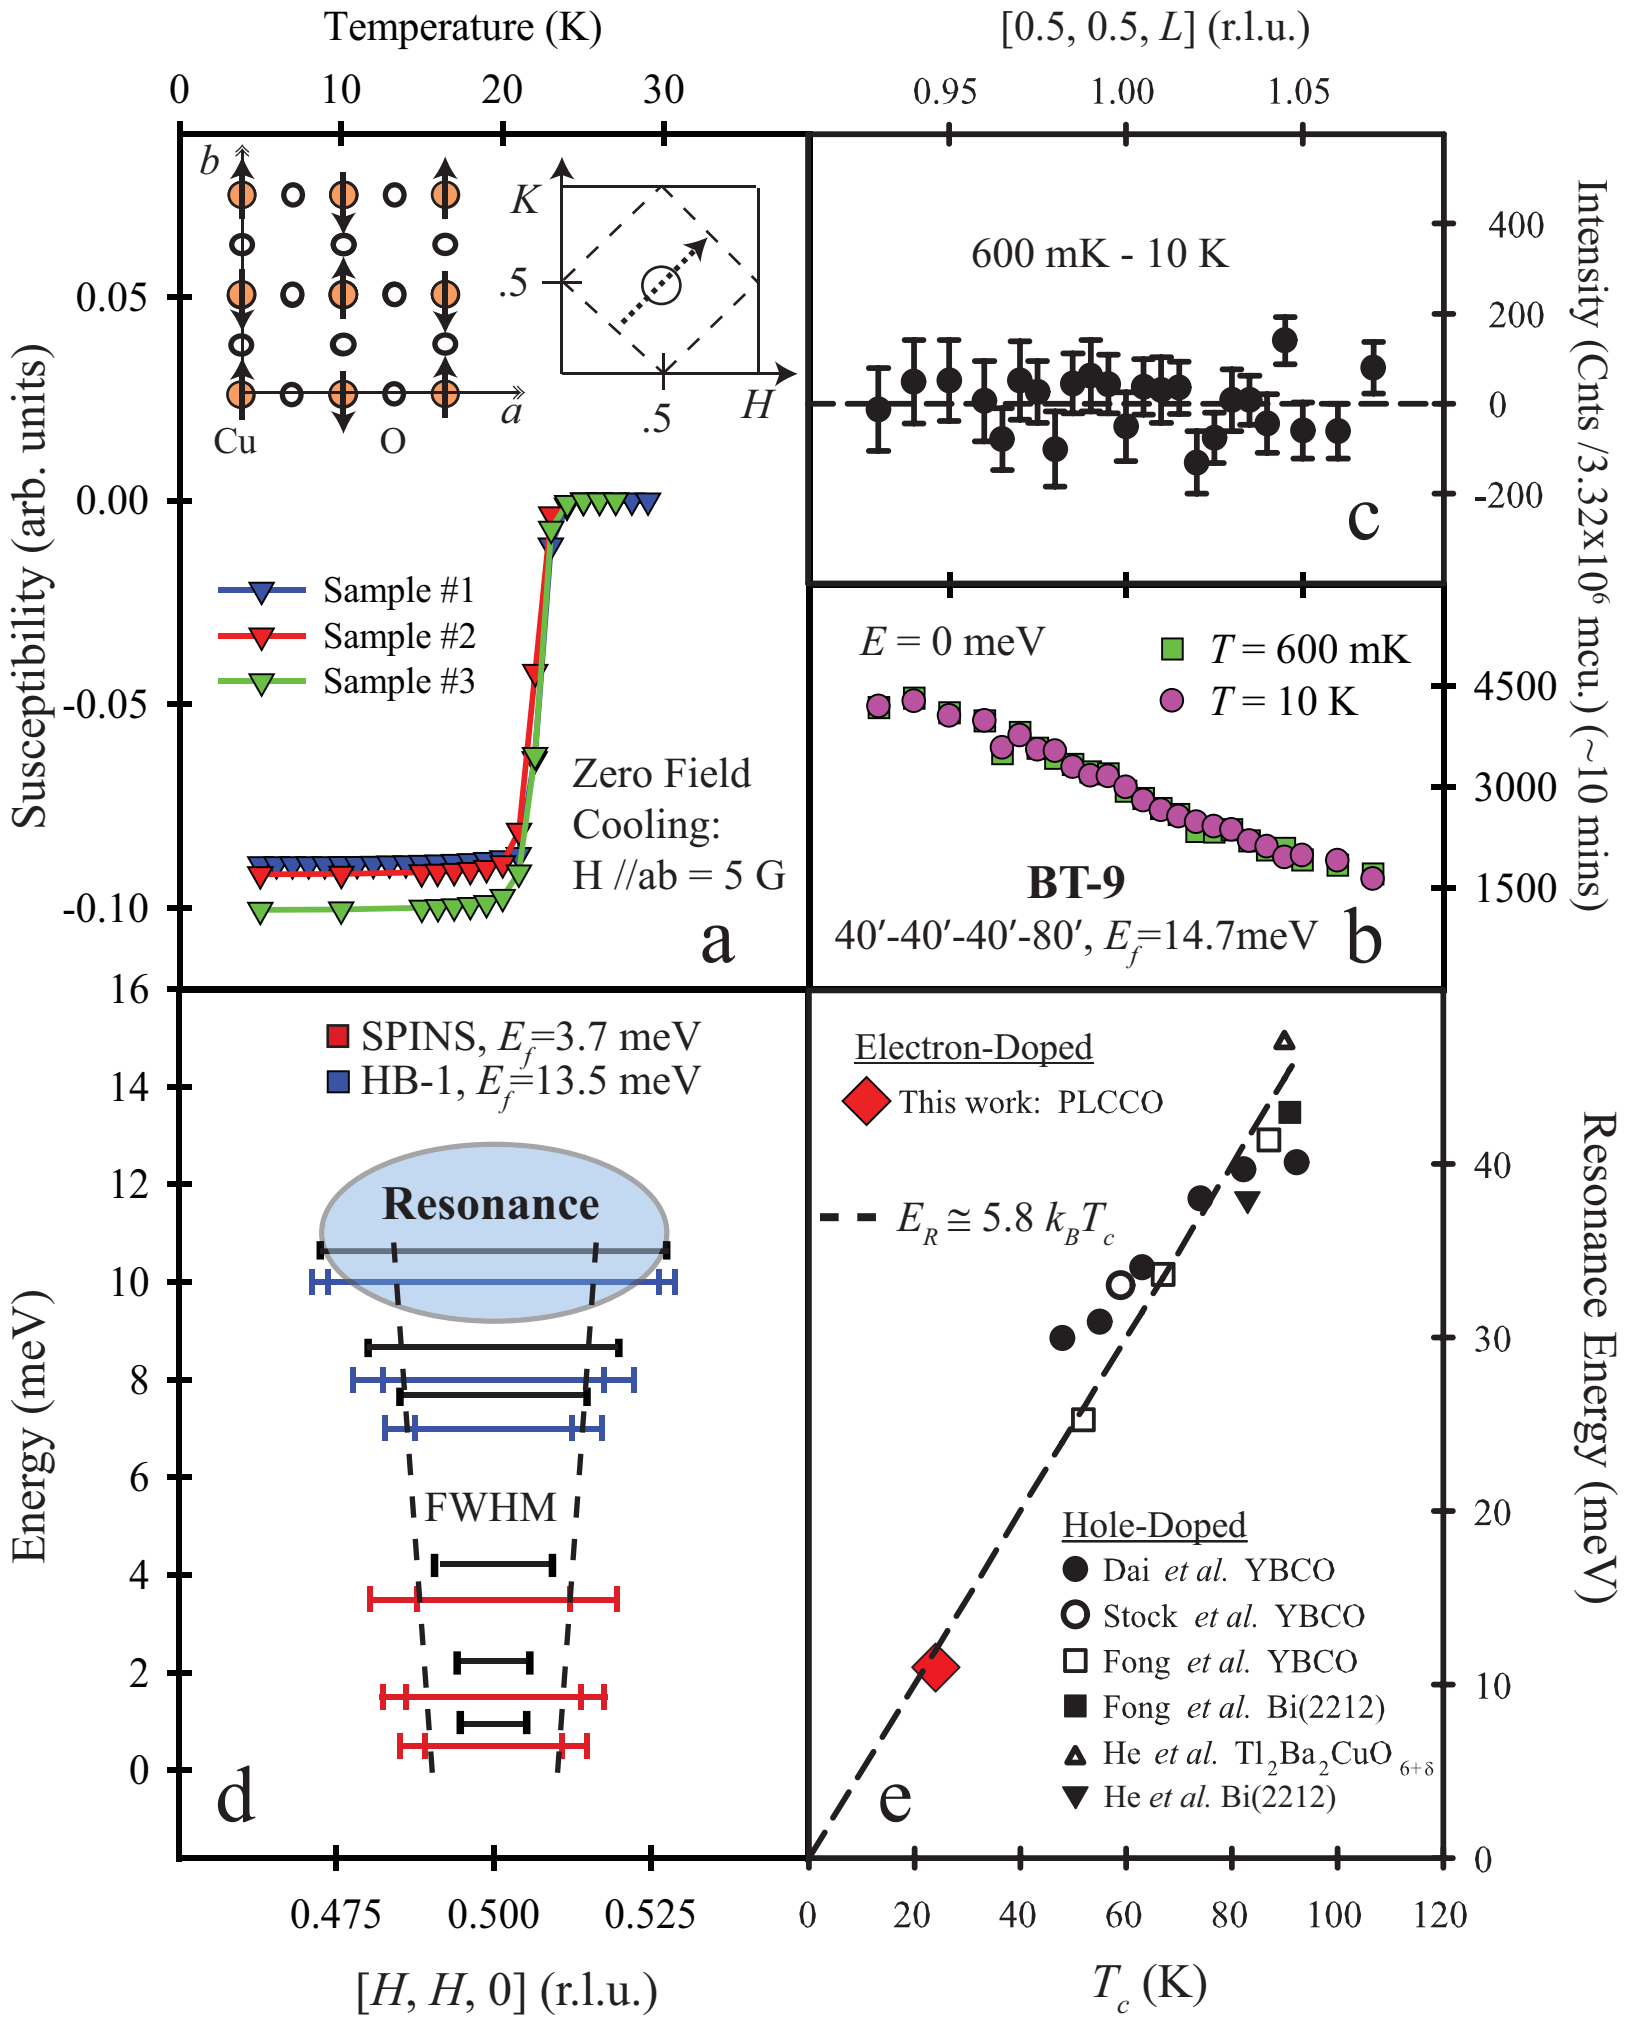 Temperature (K)
0 10 20 30
[0.5, 0.5, L] (r.l.u.)
0.95 1.00 1.05
Susceptibility (arb. units)
0.05
0.00
-0.05
-0.10
b
a
Cu O
K
.5
.5
H
Sample #1
Sample #2
Sample #3
Zero Field
Cooling:
H //ab = 5 G
a
600 mK - 10 K
c
400
200
0
-200
Intensity (Cnts /3.32x10⁶ mcu.) (~10 mins)
E = 0 meV
T = 600 mK
T = 10 K
BT-9
40′-40′-40′-80′, E_f=14.7meV
b
4500
3000
1500
Energy (meV)
16
14
12
10
8
6
4
2
0
SPINS, E_f=3.7 meV
HB-1, E_f=13.5 meV
Resonance
FWHM
d
0.475 0.500 0.525
[H, H, 0] (r.l.u.)
Electron-Doped
This work: PLCCO
E_R ≅ 5.8 k_BT_c
Hole-Doped
Dai et al. YBCO
Stock et al. YBCO
Fong et al. YBCO
Fong et al. Bi(2212)
He et al. Tl₂Ba₂CuO₆₊δ
He et al. Bi(2212)
e
40
30
20
10
0
Resonance Energy (meV)
0 20 40 60 80 100 120
T_c (K)